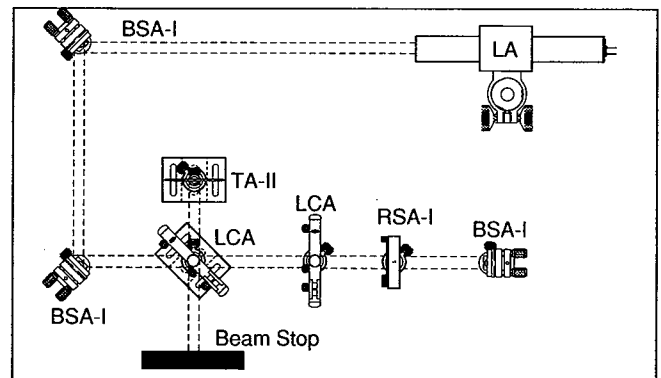 BSA-I
LA
TA-II
LCA
LCA
RSA-I
BSA-I
BSA-I
Beam Stop